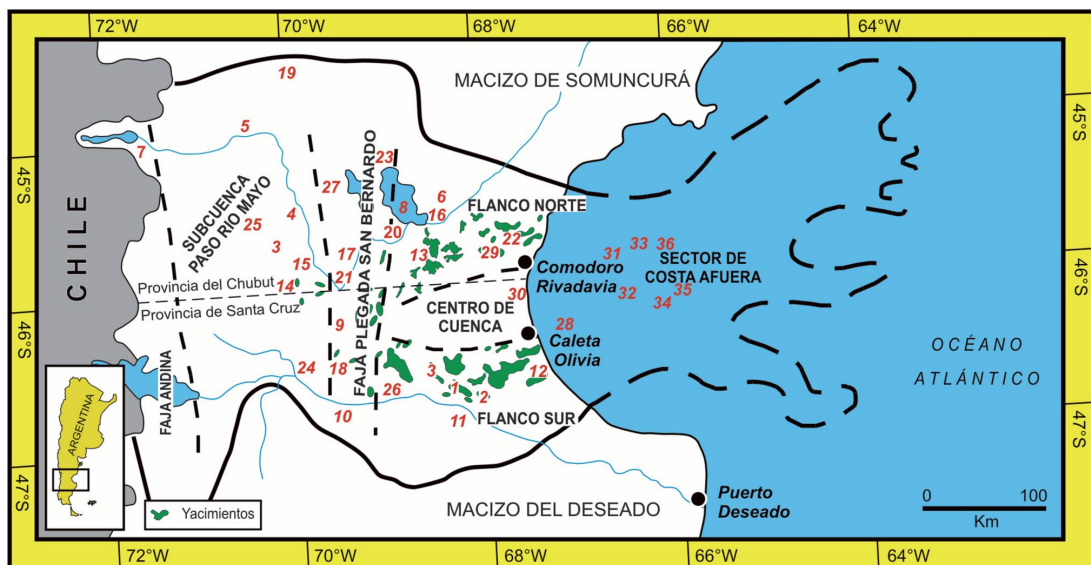 72°W
70°W
68°W
66°W
64°W
45°S
46°S
47°S
45°S
46°S
47°S
72°W
70°W
68°W
66°W
64°W
CHILE
MACIZO DE SOMUNCURÁ
19
5
7
23
27
8
6
16
FLANCO NORTE
SUBCUENCA
PASO RIO MAYO
25
4
3
15
14
17
21
20
13
29
22
FAJA PLEGADA SAN BERNARDO
31
33
36
SECTOR DE
COSTA AFUERA
32
35
34
Comodoro
Rivadavia
30
Provincia del Chubut
Provincia de Santa Cruz
9
CENTRO DE
CUENCA
28
Caleta
Olivia
OCÉANO
ATLÁNTICO
24
18
26
3
1
2
12
FAJA ANDINA
10
11
FLANCO SUR
MACIZO DEL DESEADO
Puerto
Deseado
ARGENTINA
Yacimientos
0
100
Km